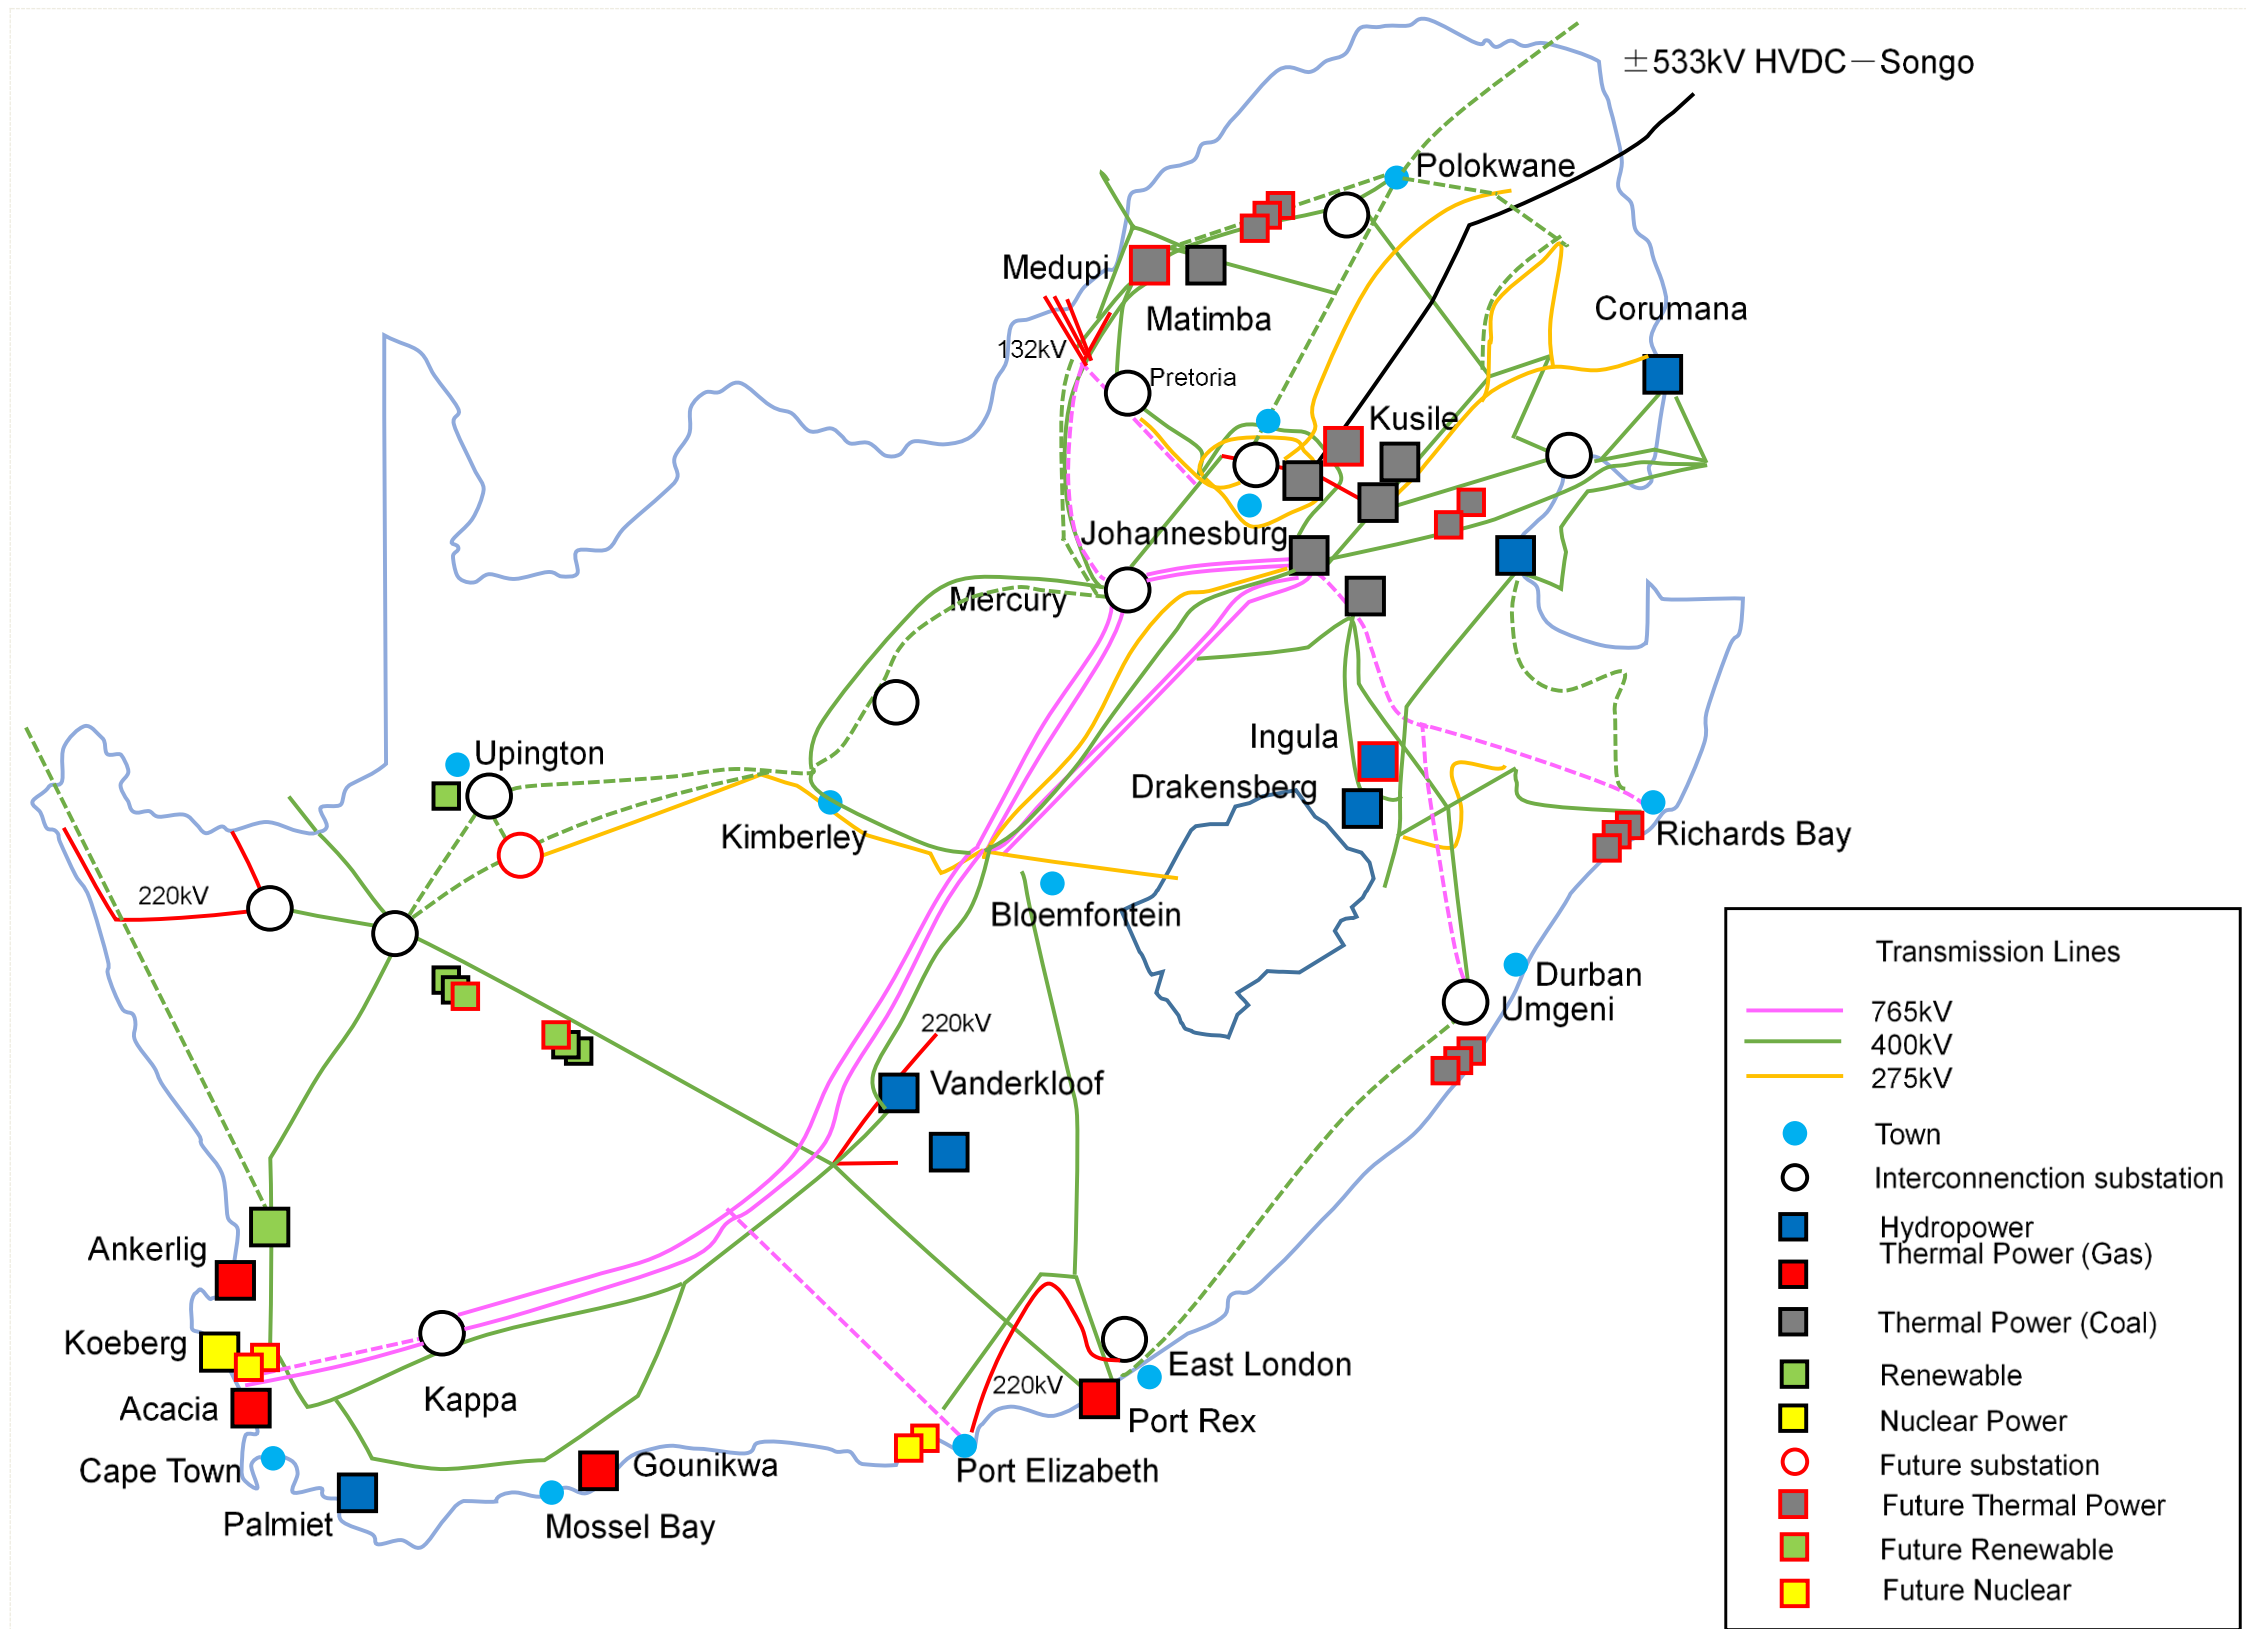 ±533kV HVDC－Songo
Polokwane
Medupi
Matimba
Corumana
132kV
Pretoria
Kusile
Johannesburg
Mercury
Ingula
Drakensberg
Upington
Kimberley
Richards Bay
220kV
Bloemfontein
Durban
Umgeni
220kV
Vanderkloof
Ankerlig
Koeberg
Acacia
Kappa
East London
220kV
Port Rex
Cape Town
Gounikwa
Port Elizabeth
Palmiet
Mossel Bay
Transmission Lines
765kV
400kV
275kV
Town
Interconnenction substation
Hydropower
Thermal Power (Gas)
Thermal Power (Coal)
Renewable
Nuclear Power
Future substation
Future Thermal Power
Future Renewable
Future Nuclear